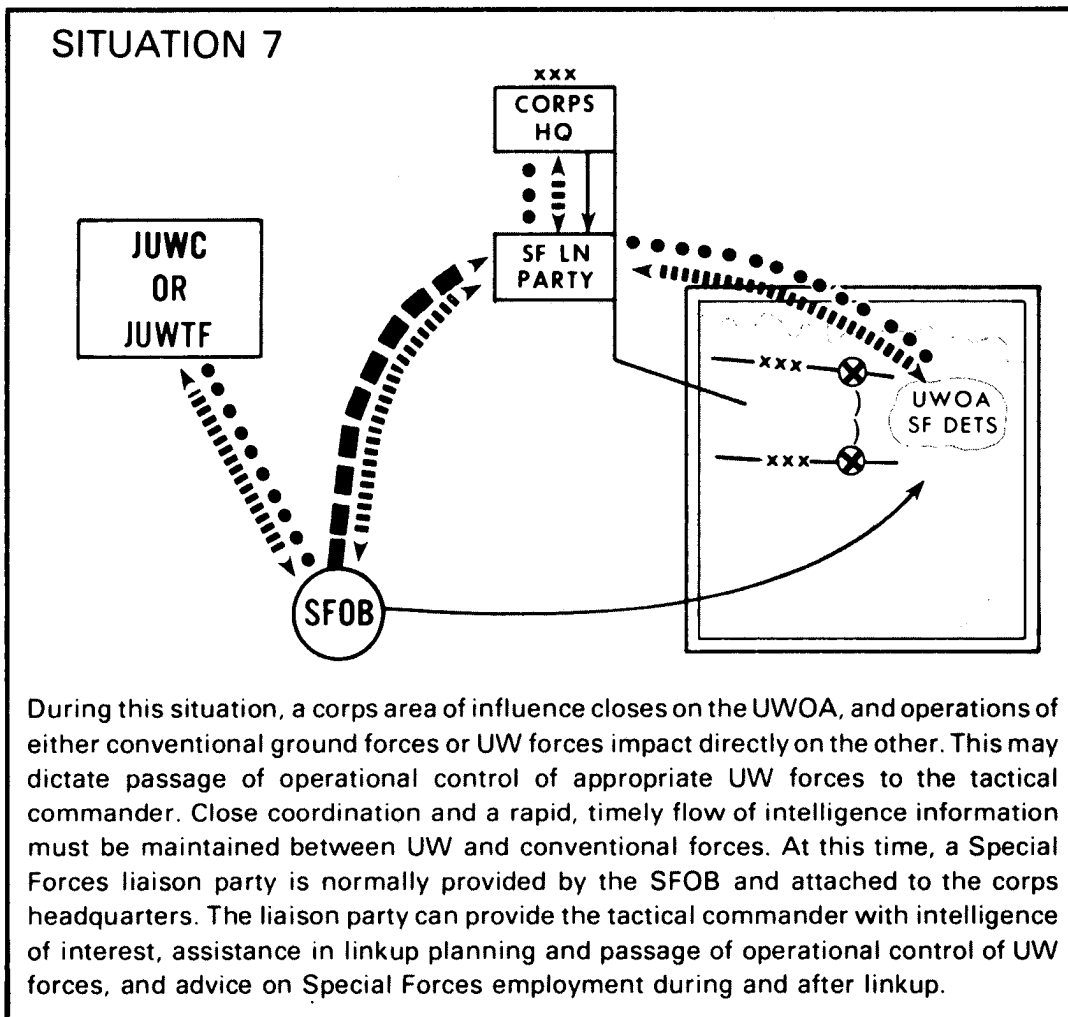 SITUATION 7
xxx
CORPS
HQ
JUWC
OR
JUWTF
SF LN
PARTY
xxx
UWOA
SF DETS
xxx
SFOB
During this situation, a corps area of influence closes on the UWOA, and operations of
either conventional ground forces or UW forces impact directly on the other. This may
dictate passage of operational control of appropriate UW forces to the tactical
commander. Close coordination and a rapid, timely flow of intelligence information
must be maintained between UW and conventional forces. At this time, a Special
Forces liaison party is normally provided by the SFOB and attached to the corps
headquarters. The liaison party can provide the tactical commander with intelligence
of interest, assistance in linkup planning and passage of operational control of UW
forces, and advice on Special Forces employment during and after linkup.